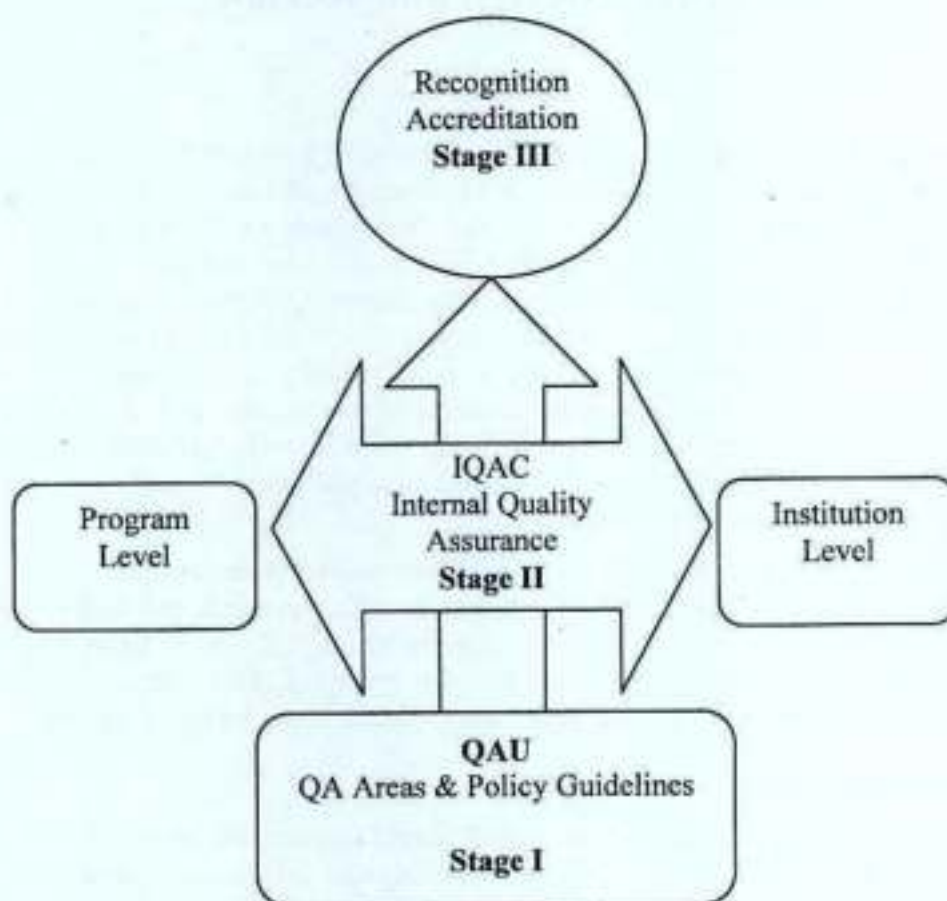 Recognition
Accreditation
Stage III
IQAC
Internal Quality
Assurance
Stage II
Program
Level
Institution
Level
QAU
QA Areas & Policy Guidelines
Stage I